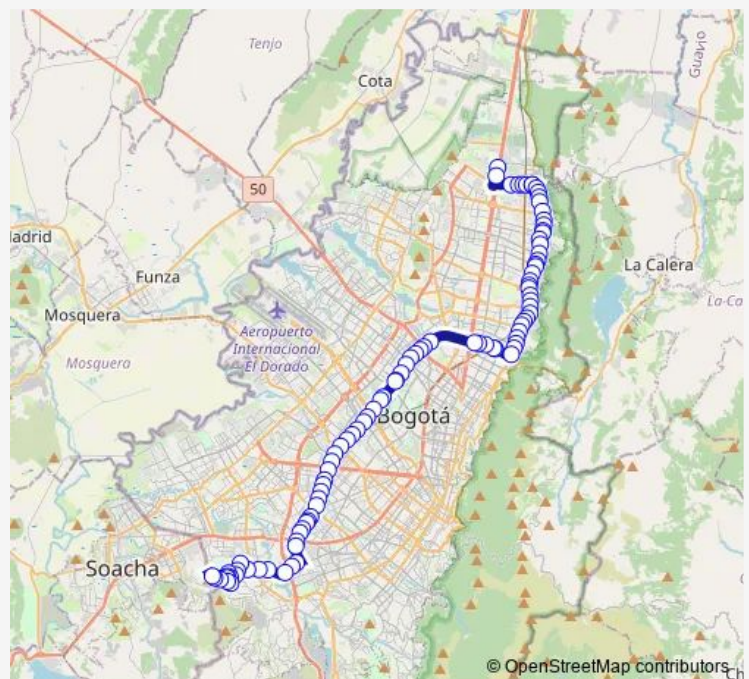 Tenjo
Cota
Guavio
50
adrid
Funza
La Calera
Mosquera
La-Ca
Aeropuerto
Internacional
El Dorado
Mosquera
Bogotá
Soacha
© OpenStreetMap contributors
Ch